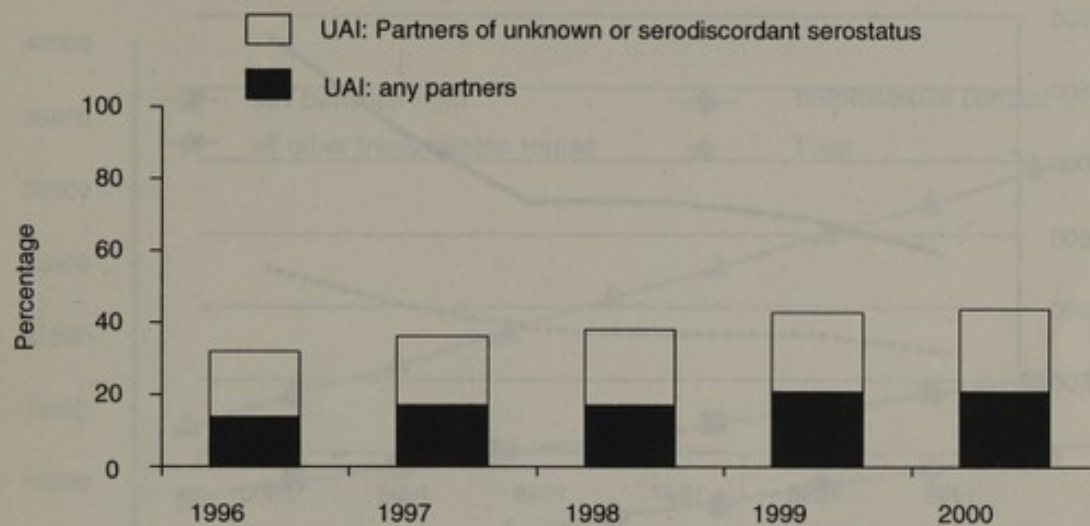 UAI: Partners of unknown or serodiscordant serostatus
UAI: any partners
100
80
60
40
20
0
Percentage
1996 1997 1998 1999 2000